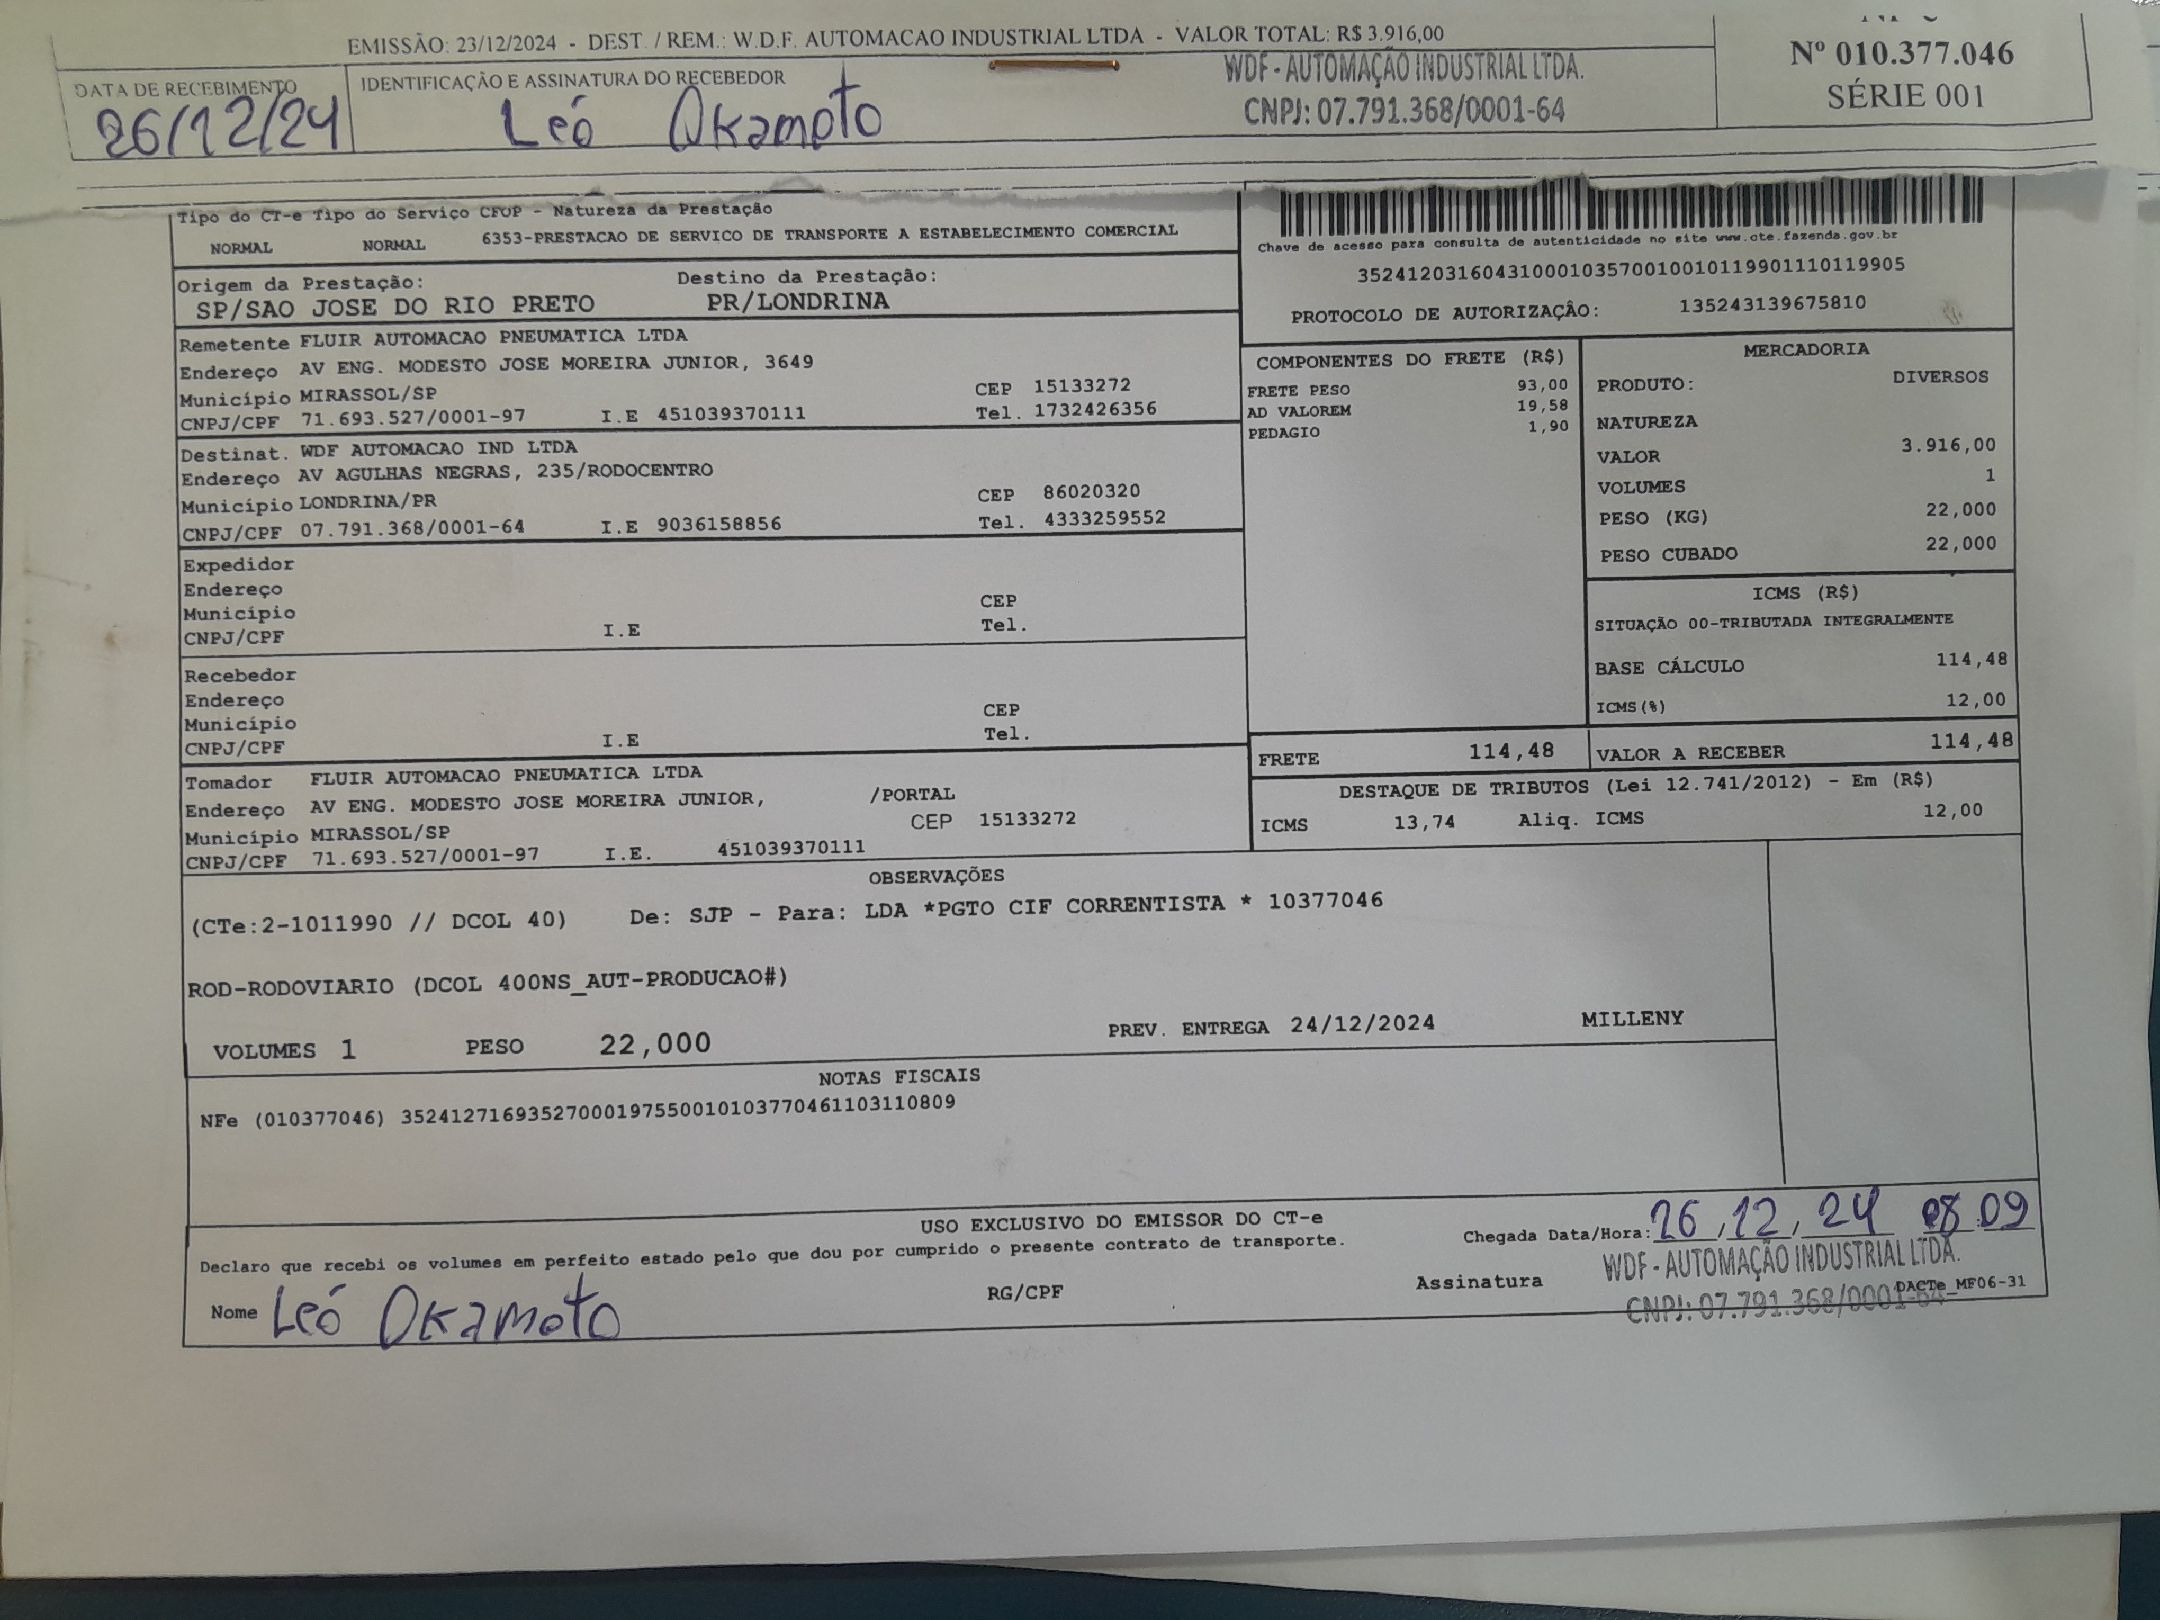 EMISSÃO: 23/12/2024 - DEST. / REM.: W.D.F. AUTOMACAO INDUSTRIAL LTDA - VALOR TOTAL: R$ 3.916,00
DATA DE RECEBIMENTO
26/12/24
IDENTIFICAÇÃO E ASSINATURA DO RECEBEDOR
Leó Okamoto
WDF - AUTOMAÇÃO INDUSTRIAL LTDA.
CNPJ: 07.791.368/0001-64
Nº 010.377.046
SÉRIE 001
Tipo do CT-e Tipo do Serviço CFOP - Natureza da Prestação
NORMAL NORMAL 6353-PRESTACAO DE SERVICO DE TRANSPORTE A ESTABELECIMENTO COMERCIAL
Chave de acesso para consulta de autenticidade no site www.cte.fazenda.gov.br
35241203160431000103570010010119901110119905
PROTOCOLO DE AUTORIZAÇÂO: 135243139675810
Origem da Prestação: Destino da Prestação:
SP/SAO JOSE DO RIO PRETO PR/LONDRINA
Remetente FLUIR AUTOMACAO PNEUMATICA LTDA
Endereço AV ENG. MODESTO JOSE MOREIRA JUNIOR, 3649
Município MIRASSOL/SP CEP 15133272
CNPJ/CPF 71.693.527/0001-97 I.E 451039370111 Tel. 1732426356
Destinat. WDF AUTOMACAO IND LTDA
Endereço AV AGULHAS NEGRAS, 235/RODOCENTRO
Município LONDRINA/PR CEP 86020320
CNPJ/CPF 07.791.368/0001-64 I.E 9036158856 Tel. 4333259552
Expedidor
Endereço
Município CEP
CNPJ/CPF I.E Tel.
Recebedor
Endereço
Município CEP
CNPJ/CPF I.E Tel.
Tomador FLUIR AUTOMACAO PNEUMATICA LTDA
Endereço AV ENG. MODESTO JOSE MOREIRA JUNIOR, /PORTAL
Município MIRASSOL/SP CEP 15133272
CNPJ/CPF 71.693.527/0001-97 I.E. 451039370111
COMPONENTES DO FRETE (R$)
FRETE PESO 93,00
AD VALOREM 19,58
PEDAGIO 1,90
MERCADORIA
PRODUTO: DIVERSOS
NATUREZA
VALOR 3.916,00
VOLUMES 1
PESO (KG) 22,000
PESO CUBADO 22,000
ICMS (R$)
SITUAÇÃO 00-TRIBUTADA INTEGRALMENTE
BASE CÁLCULO 114,48
ICMS(%) 12,00
FRETE 114,48 VALOR A RECEBER 114,48
DESTAQUE DE TRIBUTOS (Lei 12.741/2012) - Em (R$)
ICMS 13,74 Aliq. ICMS 12,00
OBSERVAÇÕES
(CTe:2-1011990 // DCOL 40) De: SJP - Para: LDA *PGTO CIF CORRENTISTA * 10377046
ROD-RODOVIARIO (DCOL 400NS_AUT-PRODUCAO#)
VOLUMES 1 PESO 22,000 PREV. ENTREGA 24/12/2024 MILLENY
NOTAS FISCAIS
NFe (010377046) 35241271693527000197550010103770461103110809
USO EXCLUSIVO DO EMISSOR DO CT-e
Declaro que recebi os volumes em perfeito estado pelo que dou por cumprido o presente contrato de transporte.
Chegada Data/Hora: 26/12/24 08:09
Nome Leó Okamoto RG/CPF Assinatura
WDF - AUTOMAÇÃO INDUSTRIAL LTDA.
CNPJ: 07.791.368/0001-64
DACTe_MF06-31